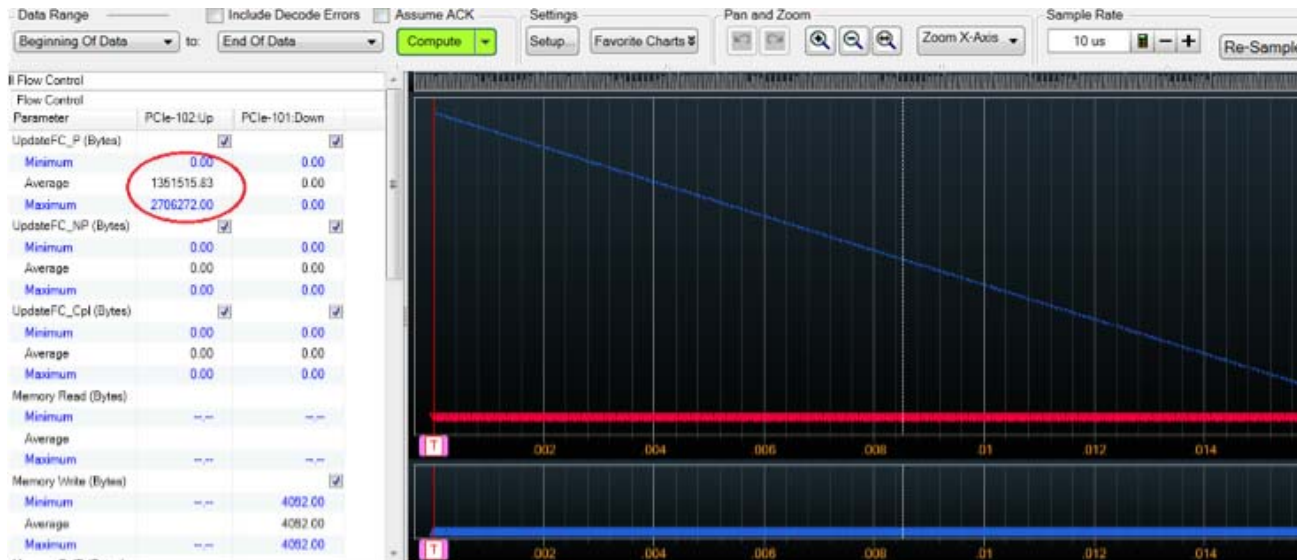 Data Range Include Decode Errors Assume ACK Settings Pan and Zoom Sample Rate
Beginning Of Data to: End Of Data Compute Setup... Favorite Charts Zoom X-Axis 10 us - + Re-Sample
Flow Control
Flow Control
Parameter PCIe-102:Up PCIe-101:Down
UpdateFC_P (Bytes)
Minimum 0.00 0.00
Average 1351515.83 0.00
Maximum 2706272.00 0.00
UpdateFC_NP (Bytes)
Minimum 0.00 0.00
Average 0.00 0.00
Maximum 0.00 0.00
UpdateFC_Cpl (Bytes)
Minimum 0.00 0.00
Average 0.00 0.00
Maximum 0.00 0.00
Memory Read (Bytes)
Minimum --.-- --.--
Average
Maximum --.-- --.--
Memory Write (Bytes)
Minimum --.--
Average
Maximum --.--
T .002 .004 .006 .008 .01 .012 .014
T .002 .004 .006 .008 .01 .012 .014